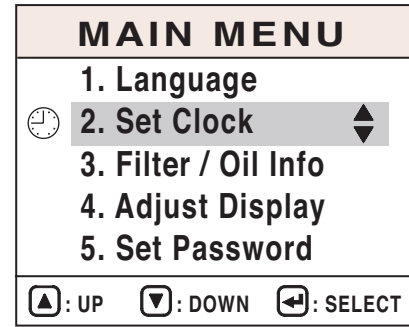 MAIN MENU
1. Language
2. Set Clock
3. Filter / Oil Info
4. Adjust Display
5. Set Password
: UP : DOWN : SELECT